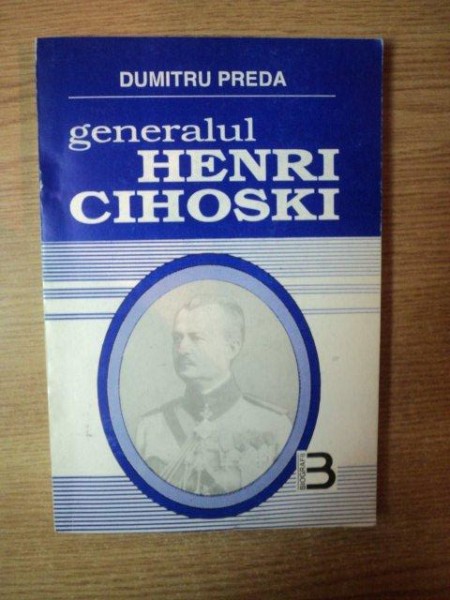 DUMITRU PREDA
generalul
HENRI
CIHOSKI
BIOGRAFII
B